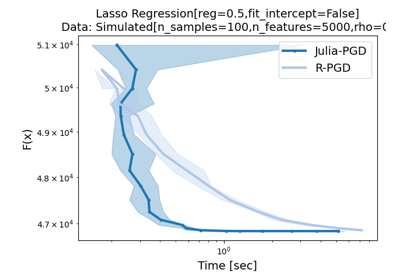 Lasso Regression[reg=0.5,fit_intercept=False]
Data: Simulated[n_samples=100,n_features=5000,rho=0
5.1 × 10⁴
5 × 10⁴
4.9 × 10⁴
4.8 × 10⁴
4.7 × 10⁴
F(x)
Julia-PGD
R-PGD
10⁰
Time [sec]